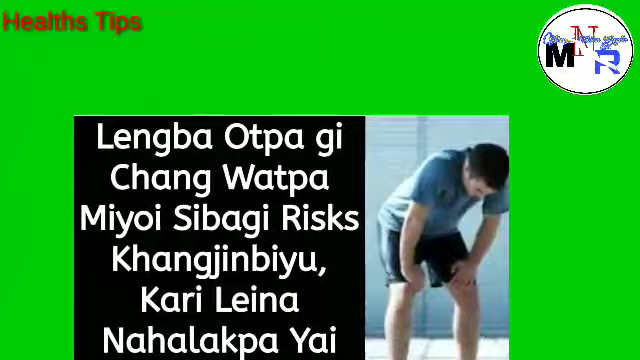 Healths Tips
N
M R
Lengba Otpa gi
Chang Watpa
Miyoi Sibagi Risks
Khangjinbiyu,
Kari Leina
Nahalakpa Yai